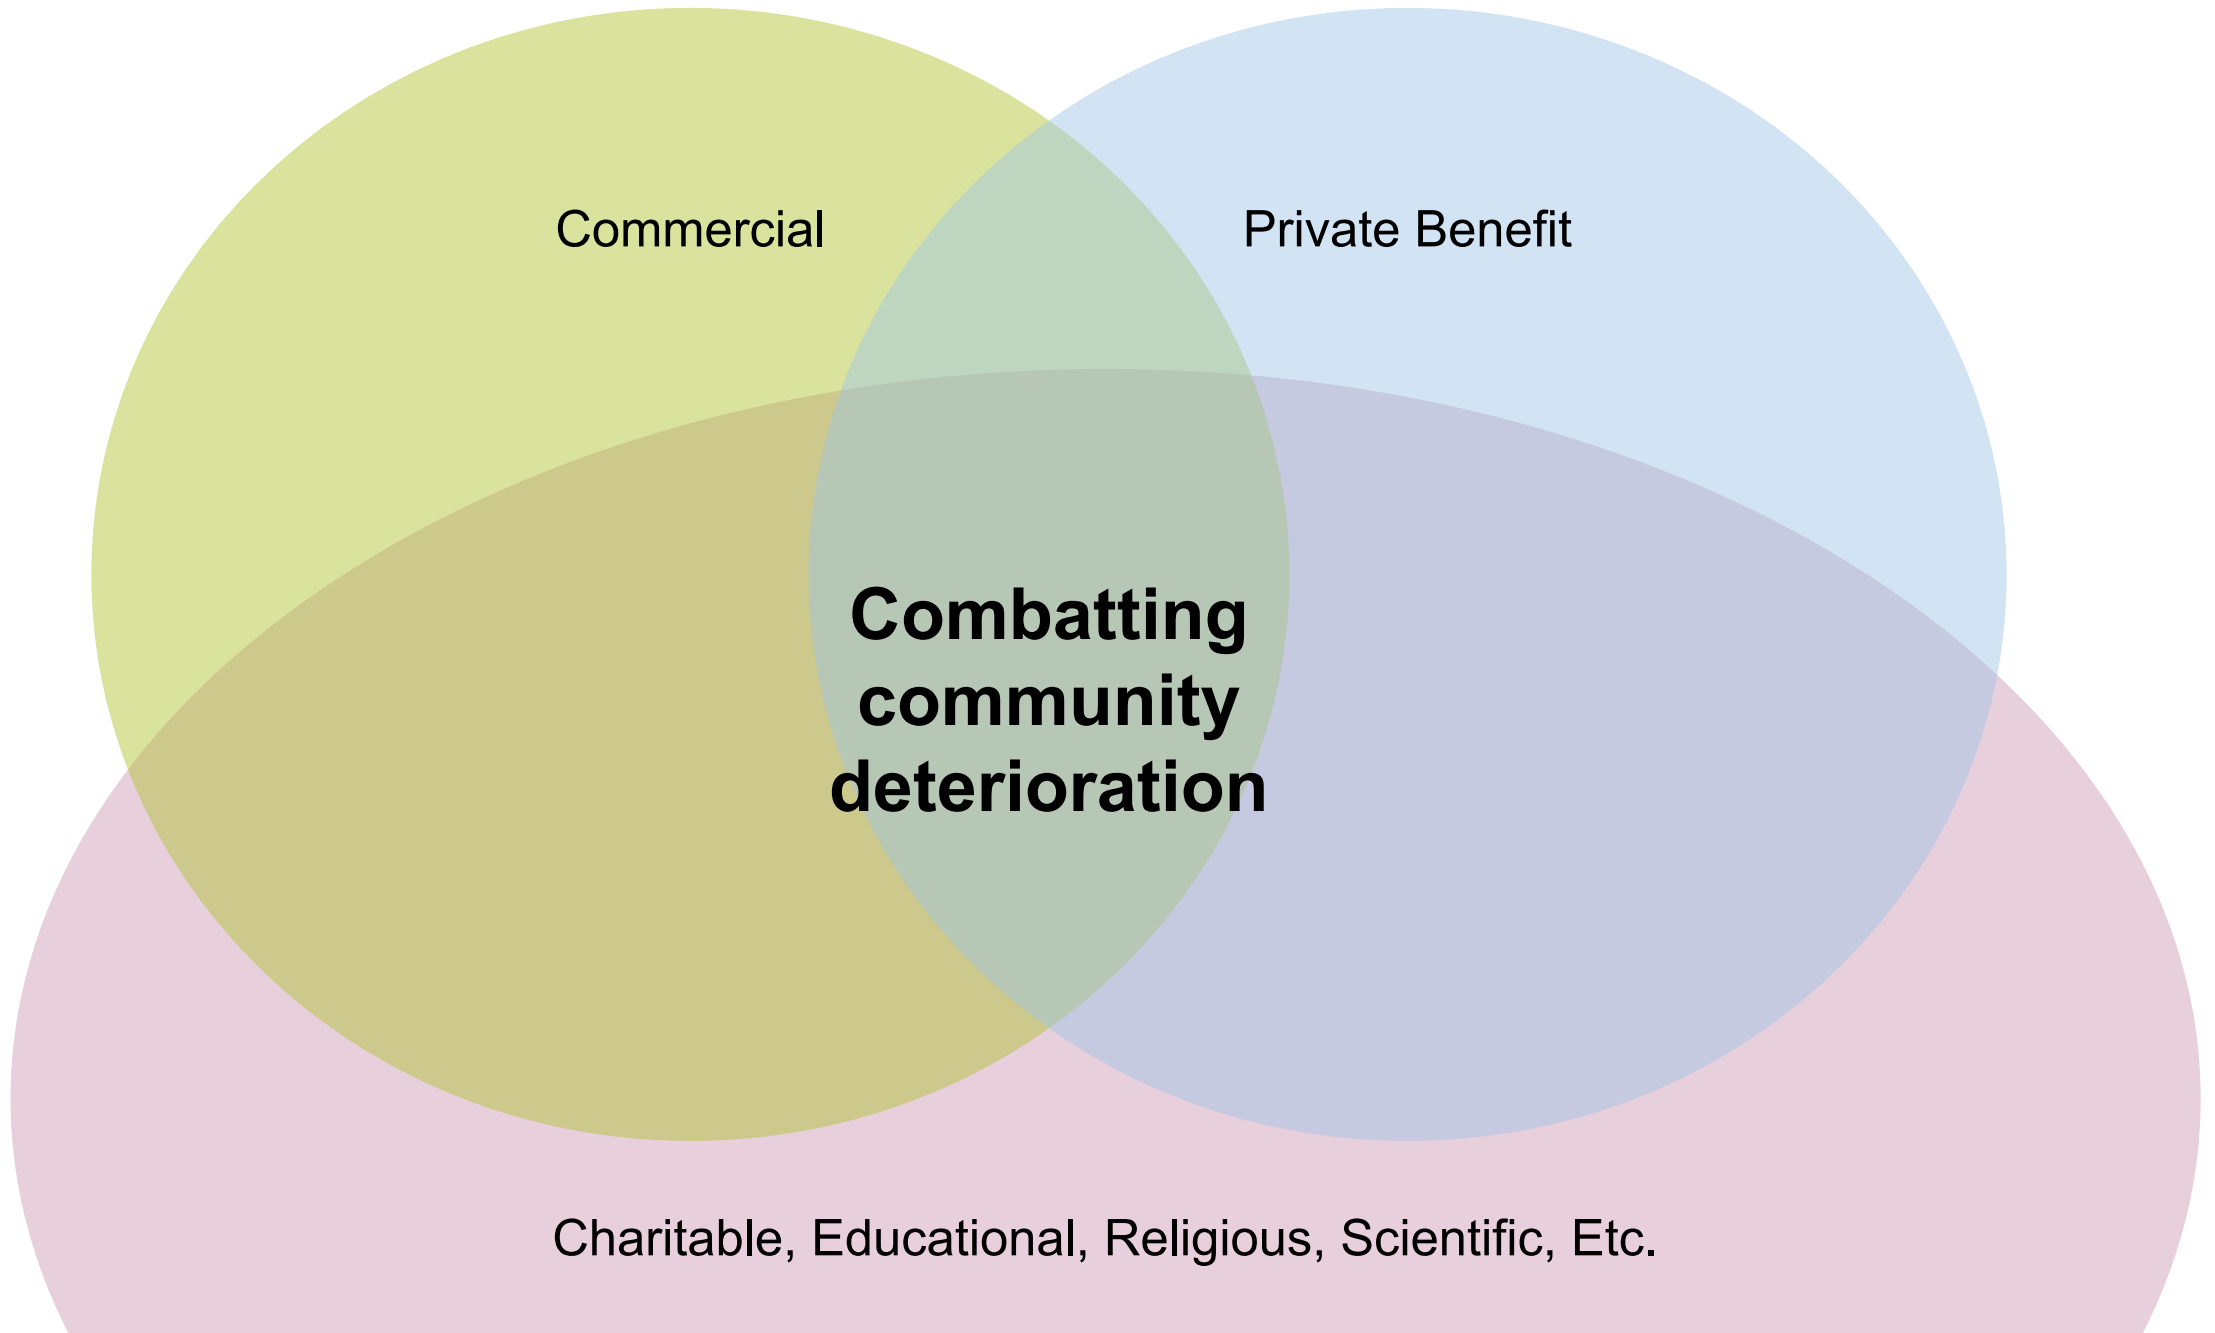 Commercial
Private Benefit
Combatting
community
deterioration
Charitable, Educational, Religious, Scientific, Etc.